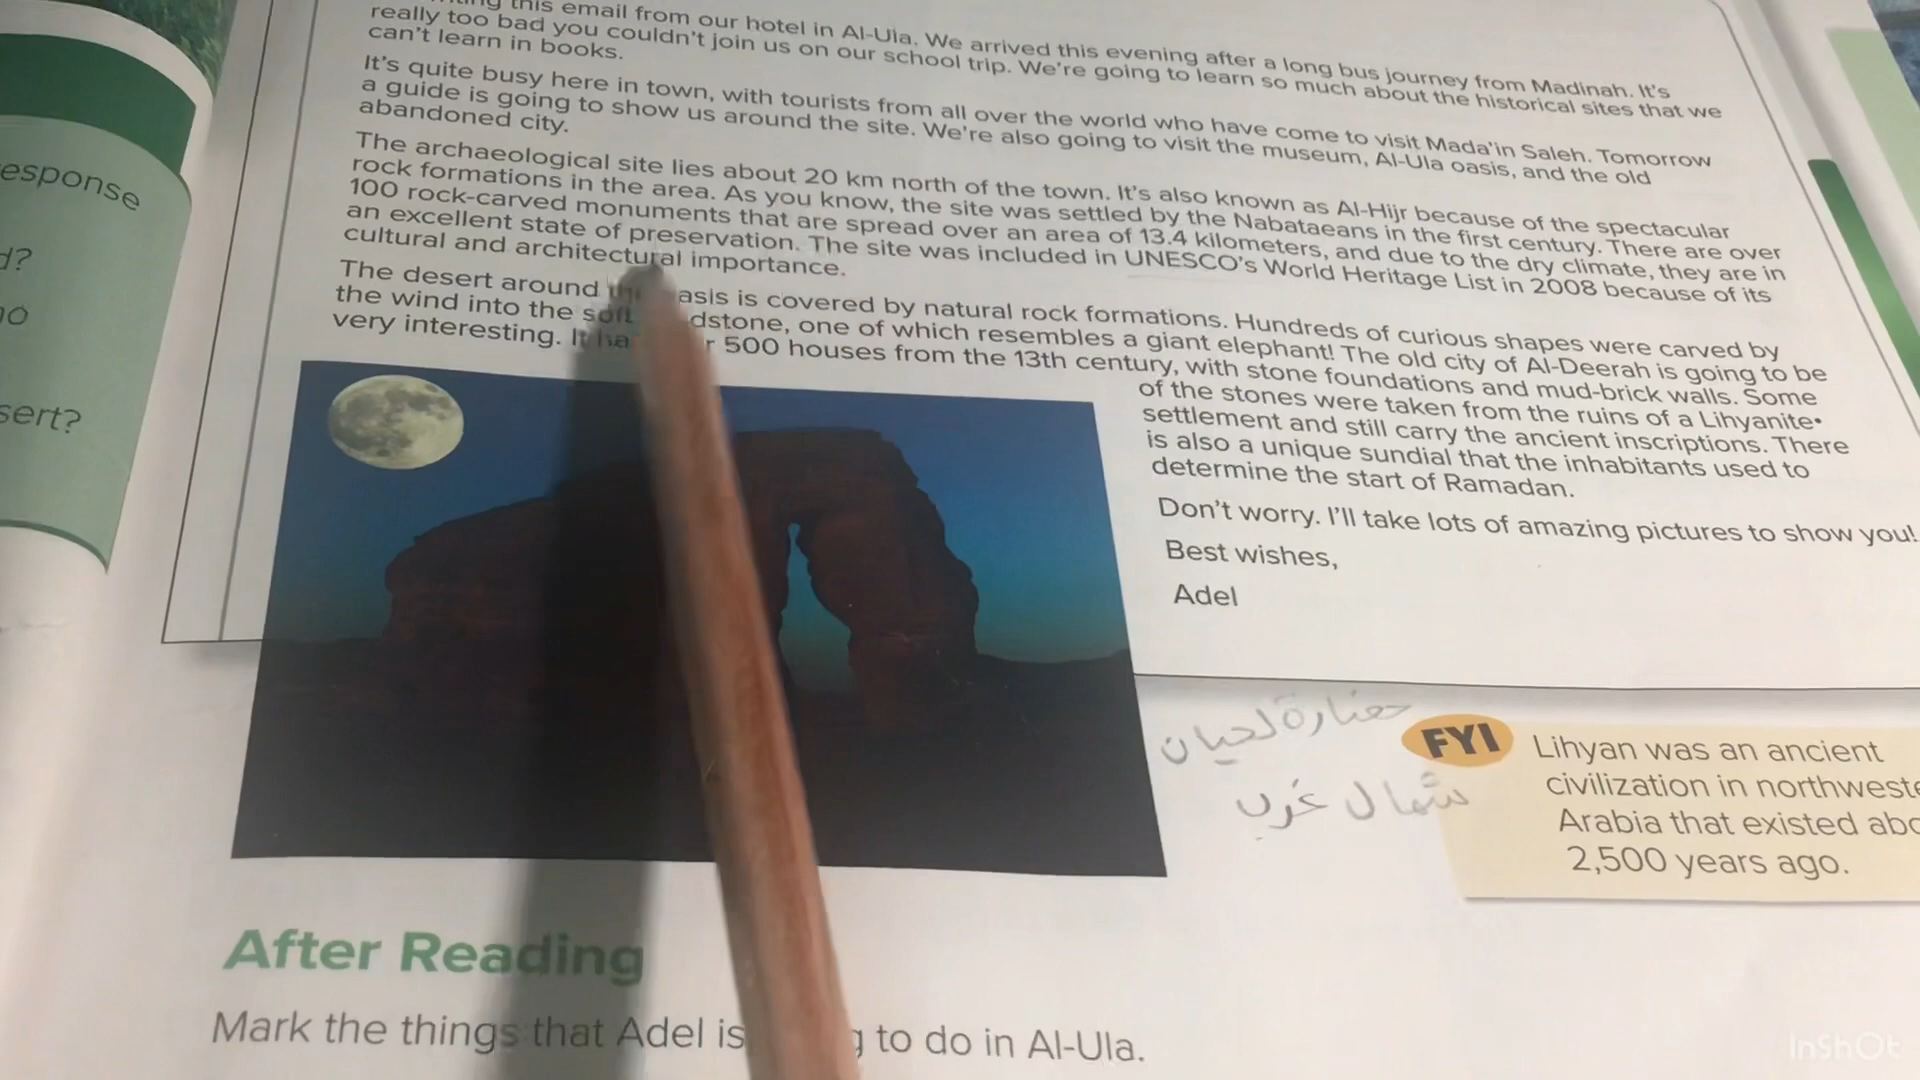 this email from our hotel in Al-Ula. We arrived this evening after a long bus journey from Madinah. It's
really too bad you couldn't join us on our school trip. We're going to learn so much about the historical sites that we
can't learn in books.
It's quite busy here in town, with tourists from all over the world who have come to visit Mada'in Saleh. Tomorrow
a guide is going to show us around the site. We're also going to visit the museum, Al-Ula oasis, and the old
abandoned city.
The archaeological site lies about 20 km north of the town. It's also known as Al-Hijr because of the spectacular
rock formations in the area. As you know, the site was settled by the Nabataeans in the first century. There are over
100 rock-carved monuments that are spread over an area of 13.4 kilometers, and due to the dry climate, they are in
an excellent state of preservation. The site was included in UNESCO's World Heritage List in 2008 because of its
cultural and architectural importance.
The desert around the oasis is covered by natural rock formations. Hundreds of curious shapes were carved by
the wind into the soft sandstone, one of which resembles a giant elephant! The old city of Al-Deerah is going to be
very interesting. It 500 houses from the 13th century, with stone foundations and mud-brick walls. Some
of the stones were taken from the ruins of a Lihyanite•
settlement and still carry the ancient inscriptions. There
is also a unique sundial that the inhabitants used to
determine the start of Ramadan.
Don't worry. I'll take lots of amazing pictures to show you!
Best wishes,
Adel
esponse
d?
sert?
حضارة لحيان
شمال غرب
FYI
Lihyan was an ancient
civilization in northweste
Arabia that existed abo
2,500 years ago.
After Reading
Mark the things that Adel is to do in Al-Ula.
InShOt